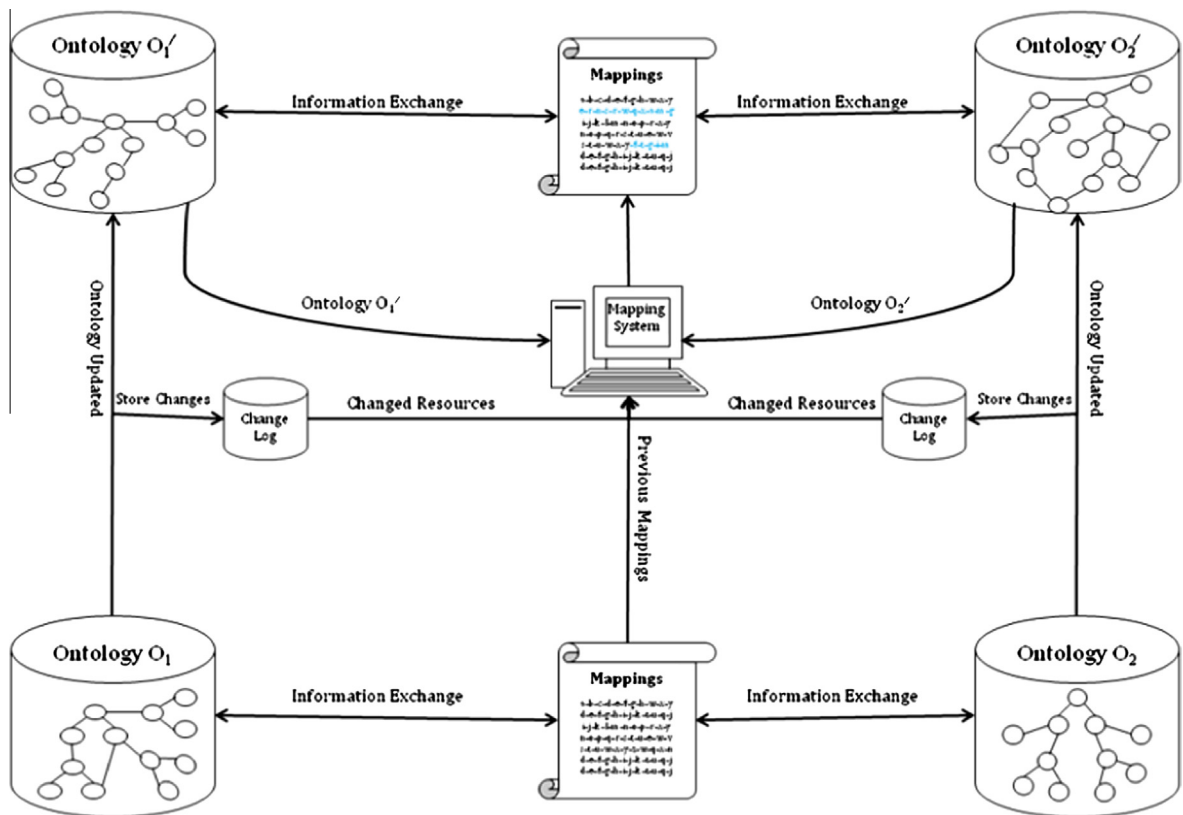 Ontology O₁′
Mappings
Ontology O₂′
Information Exchange
Information Exchange
Ontology O₁′
Mapping
System
Ontology O₂′
Ontology Updated
Ontology Updated
Store Changes
Change
Log
Changed Resources
Changed Resources
Change
Log
Store Changes
Previous Mappings
Ontology O₁
Mappings
Ontology O₂
Information Exchange
Information Exchange